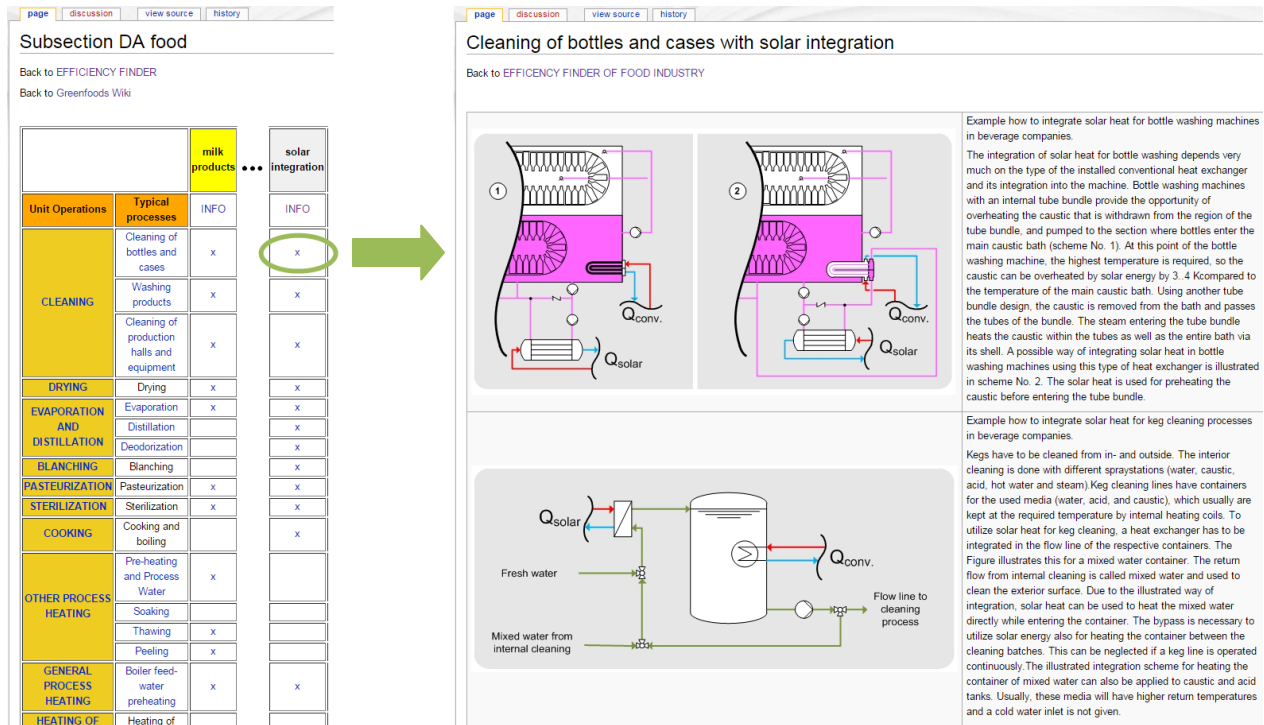 page discussion view source history
Subsection DA food
Back to EFFICIENCY FINDER
Back to Greenfoods Wiki
milk products ••• solar integration
Unit Operations Typical processes INFO INFO
CLEANING
Cleaning of bottles and cases x x
Washing products x x
Cleaning of production halls and equipment x x
DRYING Drying x x
EVAPORATION AND DISTILLATION
Evaporation x x
Distillation x
Deodorization x
BLANCHING Blanching x
PASTEURIZATION Pasteurization x x
STERILIZATION Sterilization x x
COOKING Cooking and boiling x
OTHER PROCESS HEATING
Pre-heating and Process Water x
Soaking
Thawing x
Peeling x
GENERAL PROCESS HEATING Boiler feed-water preheating x x
HEATING OF Heating of
page discussion view source history
Cleaning of bottles and cases with solar integration
Back to EFFICENCY FINDER OF FOOD INDUSTRY
1
Qconv.
Qsolar
2
Qconv.
Qsolar
Example how to integrate solar heat for bottle washing machines
in beverage companies.
The integration of solar heat for bottle washing depends very
much on the type of the installed conventional heat exchanger
and its integration into the machine. Bottle washing machines
with an internal tube bundle provide the opportunity of
overheating the caustic that is withdrawn from the region of the
tube bundle, and pumped to the section where bottles enter the
main caustic bath (scheme No. 1). At this point of the bottle
washing machine, the highest temperature is required, so the
caustic can be overheated by solar energy by 3..4 Kcompared to
the temperature of the main caustic bath. Using another tube
bundle design, the caustic is removed from the bath and passes
the tubes of the bundle. The steam entering the tube bundle
heats the caustic within the tubes as well as the entire bath via
its shell. A possible way of integrating solar heat in bottle
washing machines using this type of heat exchanger is illustrated
in scheme No. 2. The solar heat is used for preheating the
caustic before entering the tube bundle.
Qsolar
Qconv.
Fresh water
Flow line to
cleaning
process
Mixed water from
internal cleaning
Example how to integrate solar heat for keg cleaning processes
in beverage companies.
Kegs have to be cleaned from in- and outside. The interior
cleaning is done with different spraystations (water, caustic,
acid, hot water and steam).Keg cleaning lines have containers
for the used media (water, acid, and caustic), which usually are
kept at the required temperature by internal heating coils. To
utilize solar heat for keg cleaning, a heat exchanger has to be
integrated in the flow line of the respective containers. The
Figure illustrates this for a mixed water container. The return
flow from internal cleaning is called mixed water and used to
clean the exterior surface. Due to the illustrated way of
integration, solar heat can be used to heat the mixed water
directly while entering the container. The bypass is necessary to
utilize solar energy also for heating the container between the
cleaning batches. This can be neglected if a keg line is operated
continuously.The illustrated integration scheme for heating the
container of mixed water can also be applied to caustic and acid
tanks. Usually, these media will have higher return temperatures
and a cold water inlet is not given.